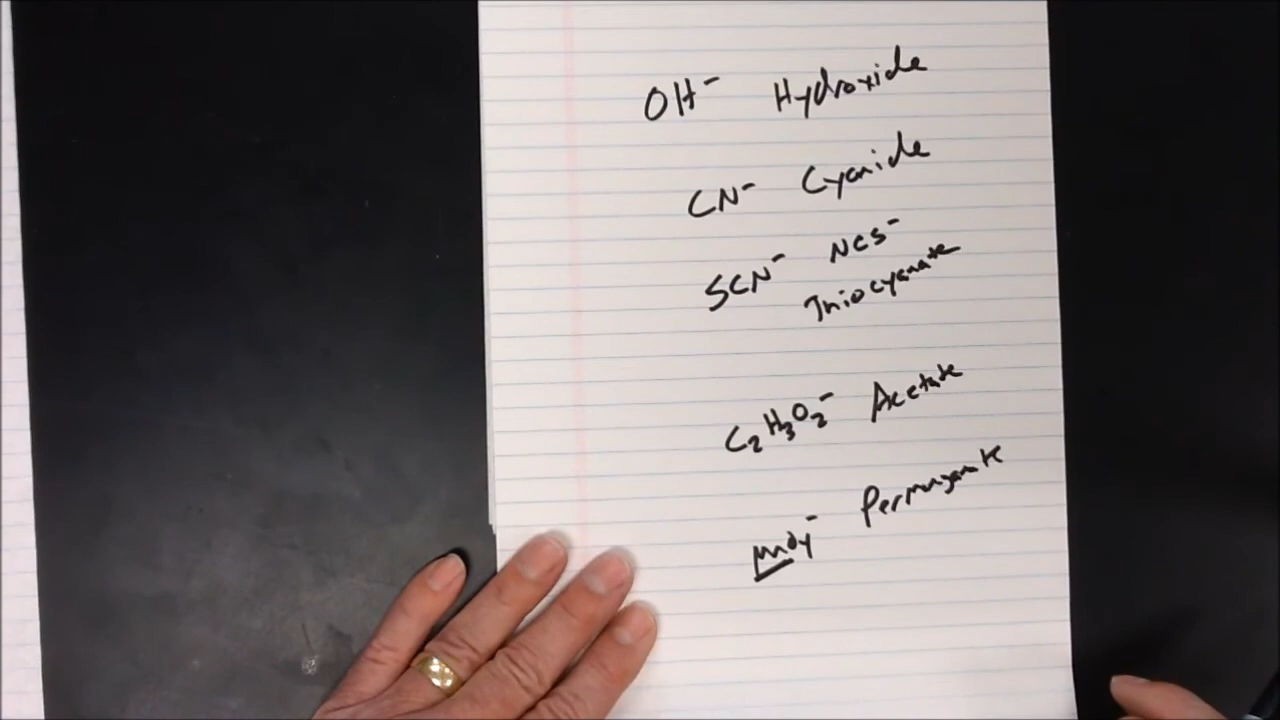 OH⁻ Hydroxide
CN⁻ Cyanide
SCN⁻ NCS⁻
Thiocyanate
C₂H₃O₂⁻ Acetate
MnO₄⁻ Permanganate